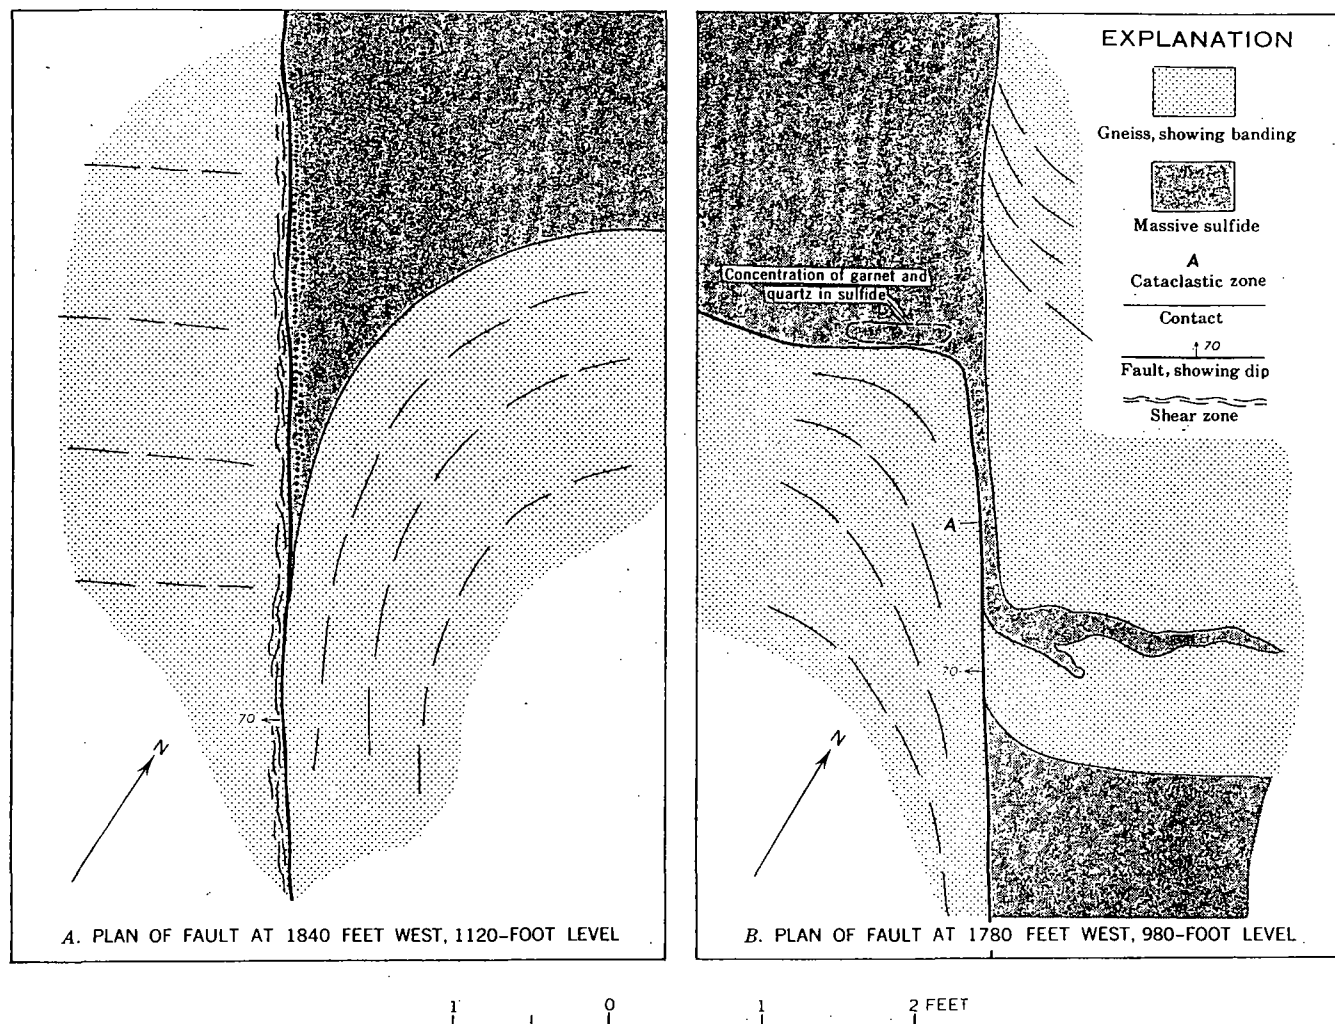 EXPLANATION
Gneiss, showing banding
Massive sulfide
A
Cataclastic zone
Contact
70
Fault, showing dip
Shear zone
Concentration of garnet and
quartz in sulfide
A
70
70
N
N
A. PLAN OF FAULT AT 1840 FEET WEST, 1120-FOOT LEVEL
B. PLAN OF FAULT AT 1780 FEET WEST, 980-FOOT LEVEL
1 0 1 2 FEET